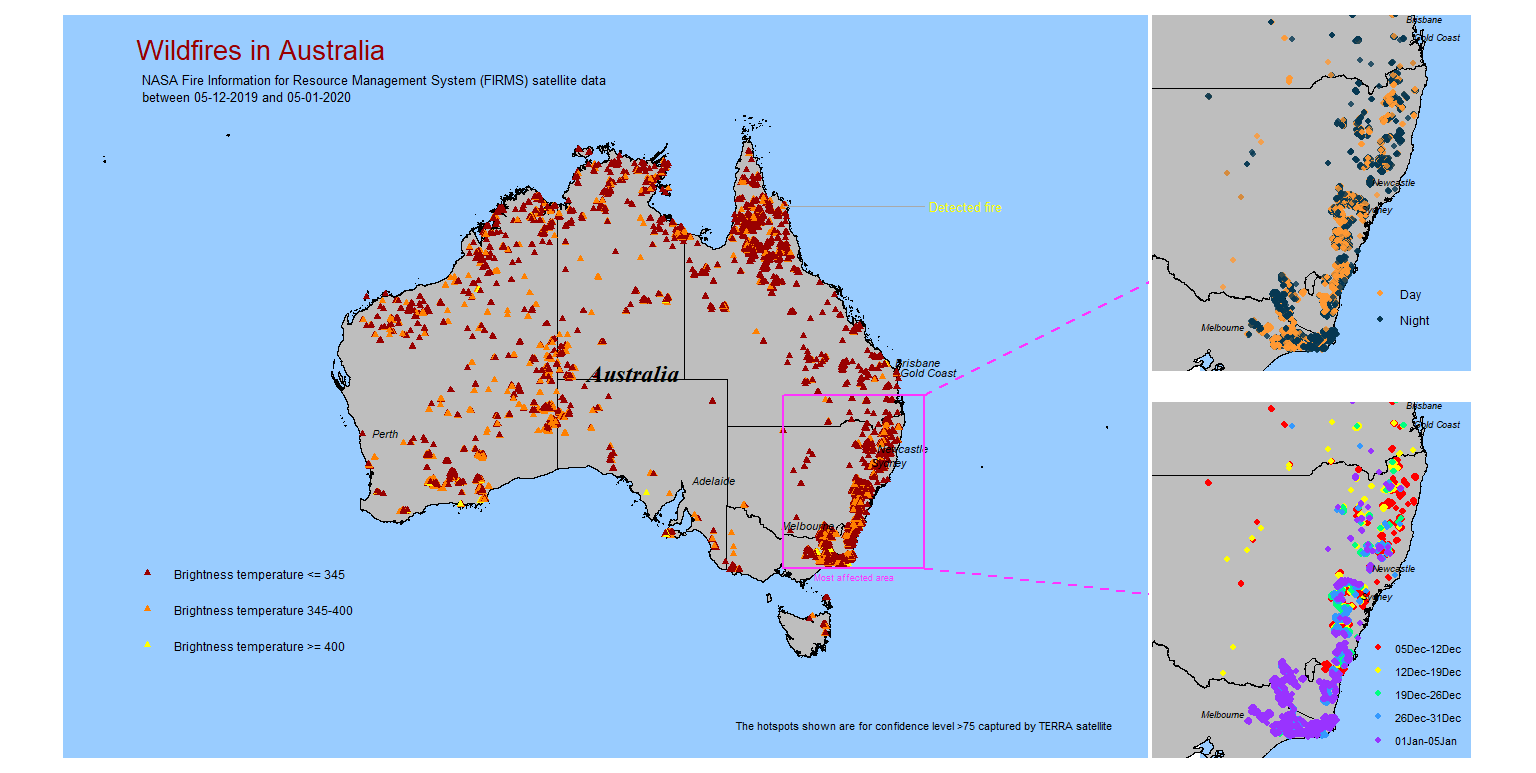 Wildfires in Australia
NASA Fire Information for Resource Management System (FIRMS) satellite data
between 05-12-2019 and 05-01-2020
Detected fire
Brisbane
Gold Coast
Australia
Perth
Newcastle
Sydney
Adelaide
Melbourne
Most affected area
Brightness temperature <= 345
Brightness temperature 345-400
Brightness temperature >= 400
The hotspots shown are for confidence level >75 captured by TERRA satellite
Brisbane
Gold Coast
Newcastle
Sydney
Day
Night
Melbourne
Brisbane
Gold Coast
Newcastle
Sydney
05Dec-12Dec
12Dec-19Dec
19Dec-26Dec
26Dec-31Dec
01Jan-05Jan
Melbourne